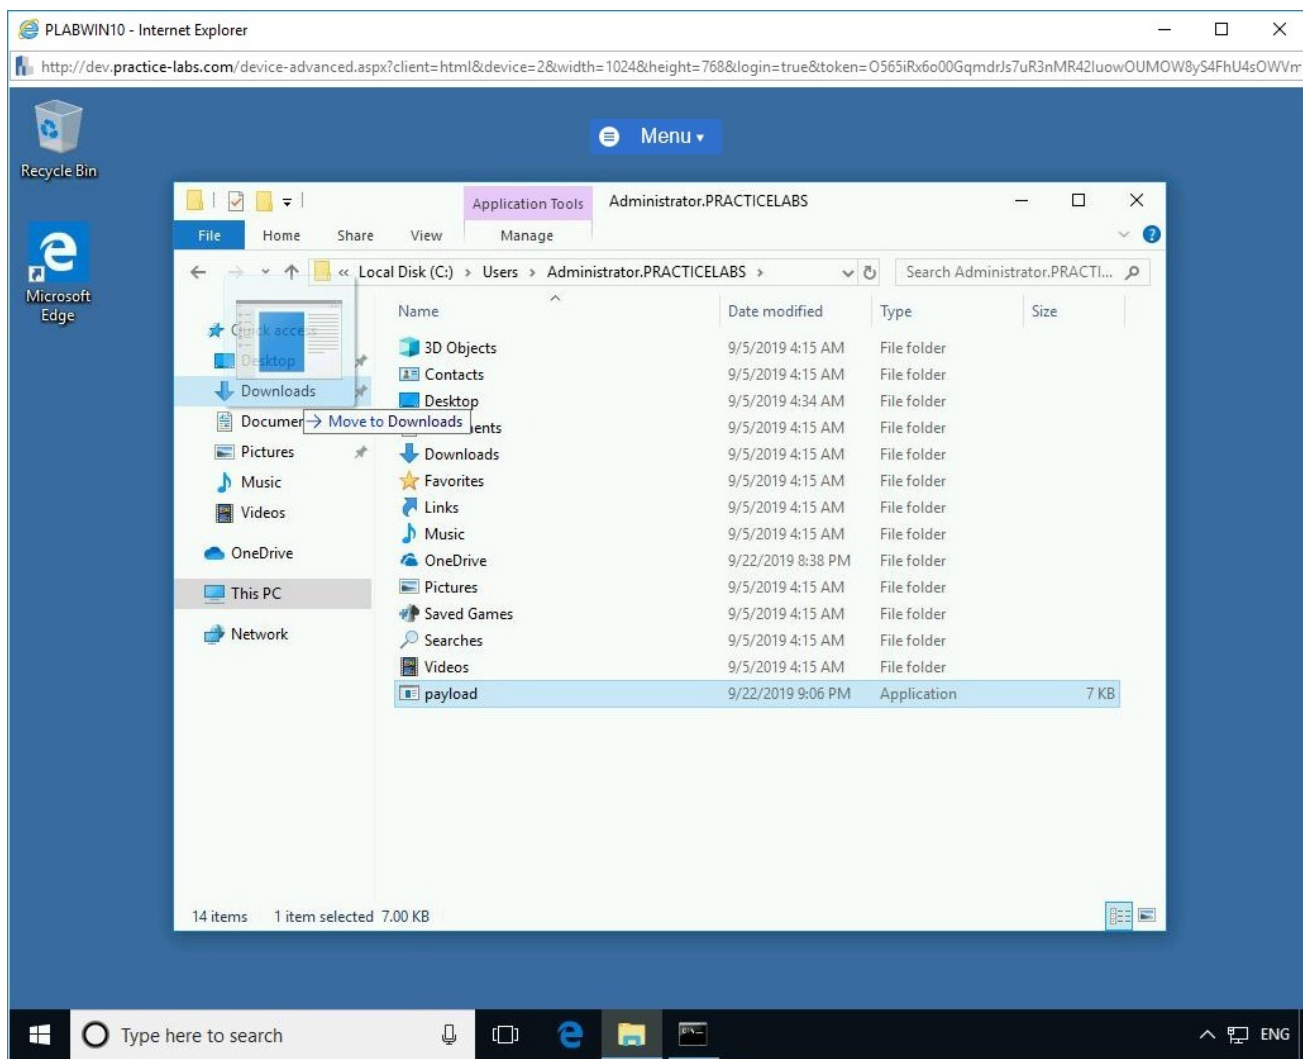 PLABWIN10 - Internet Explorer
http://dev.practice-labs.com/device-advanced.aspx?client=html&device=2&width=1024&height=768&login=true&token=O565iRx6o00GqmdrJs7uR3nMR42IuowOUMOW8yS4FhU4sOWVm
Menu
Recycle Bin
Microsoft
Edge
Application Tools Administrator.PRACTICELABS
File Home Share View Manage
« Local Disk (C:) > Users > Administrator.PRACTICELABS > Search Administrator.PRACTI...
Name Date modified Type Size
Quick access
Desktop
Downloads
Documen
Move to Downloads
Pictures
Music
Videos
OneDrive
This PC
Network
3D Objects 9/5/2019 4:15 AM File folder
Contacts 9/5/2019 4:15 AM File folder
Desktop 9/5/2019 4:34 AM File folder
ents 9/5/2019 4:15 AM File folder
Downloads 9/5/2019 4:15 AM File folder
Favorites 9/5/2019 4:15 AM File folder
Links 9/5/2019 4:15 AM File folder
Music 9/5/2019 4:15 AM File folder
OneDrive 9/22/2019 8:38 PM File folder
Pictures 9/5/2019 4:15 AM File folder
Saved Games 9/5/2019 4:15 AM File folder
Searches 9/5/2019 4:15 AM File folder
Videos 9/5/2019 4:15 AM File folder
payload 9/22/2019 9:06 PM Application 7 KB
14 items 1 item selected 7.00 KB
Type here to search
ENG